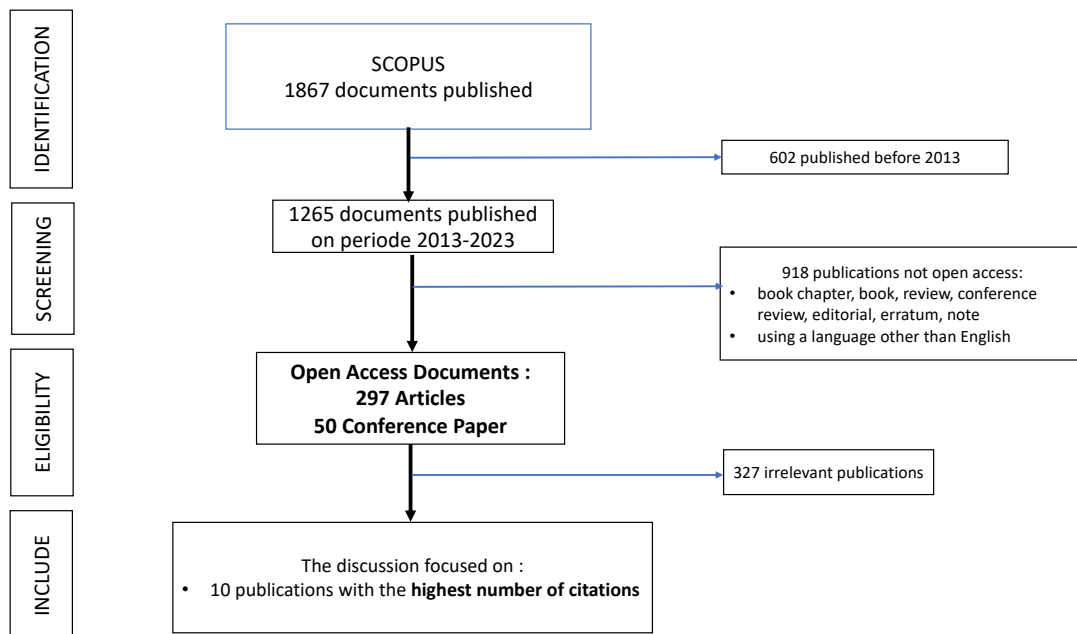 IDENTIFICATION
SCOPUS
1867 documents published
602 published before 2013
SCREENING
1265 documents published
on periode 2013-2023
918 publications not open access:
• book chapter, book, review, conference
review, editorial, erratum, note
• using a language other than English
ELIGIBILITY
Open Access Documents :
297 Articles
50 Conference Paper
327 irrelevant publications
INCLUDE
The discussion focused on :
• 10 publications with the highest number of citations